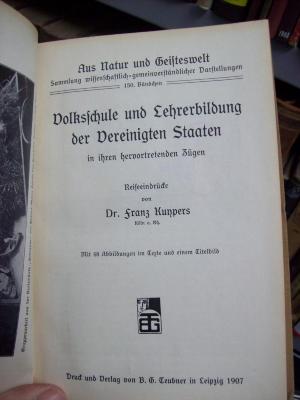 Aus Natur und Geisteswelt
Sammlung wissenschaftlich-gemeinverständlicher Darstellungen
150. Bändchen
Volksschule und Lehrerbildung
der Vereinigten Staaten
in ihren hervortretenden Zügen
Reiseeindrücke
von
Dr. Franz Kuypers
Köln a. Rh.
Mit 48 Abbildungen im Texte und einem Titelbild
Druck und Verlag von B. G. Teubner in Leipzig 1907